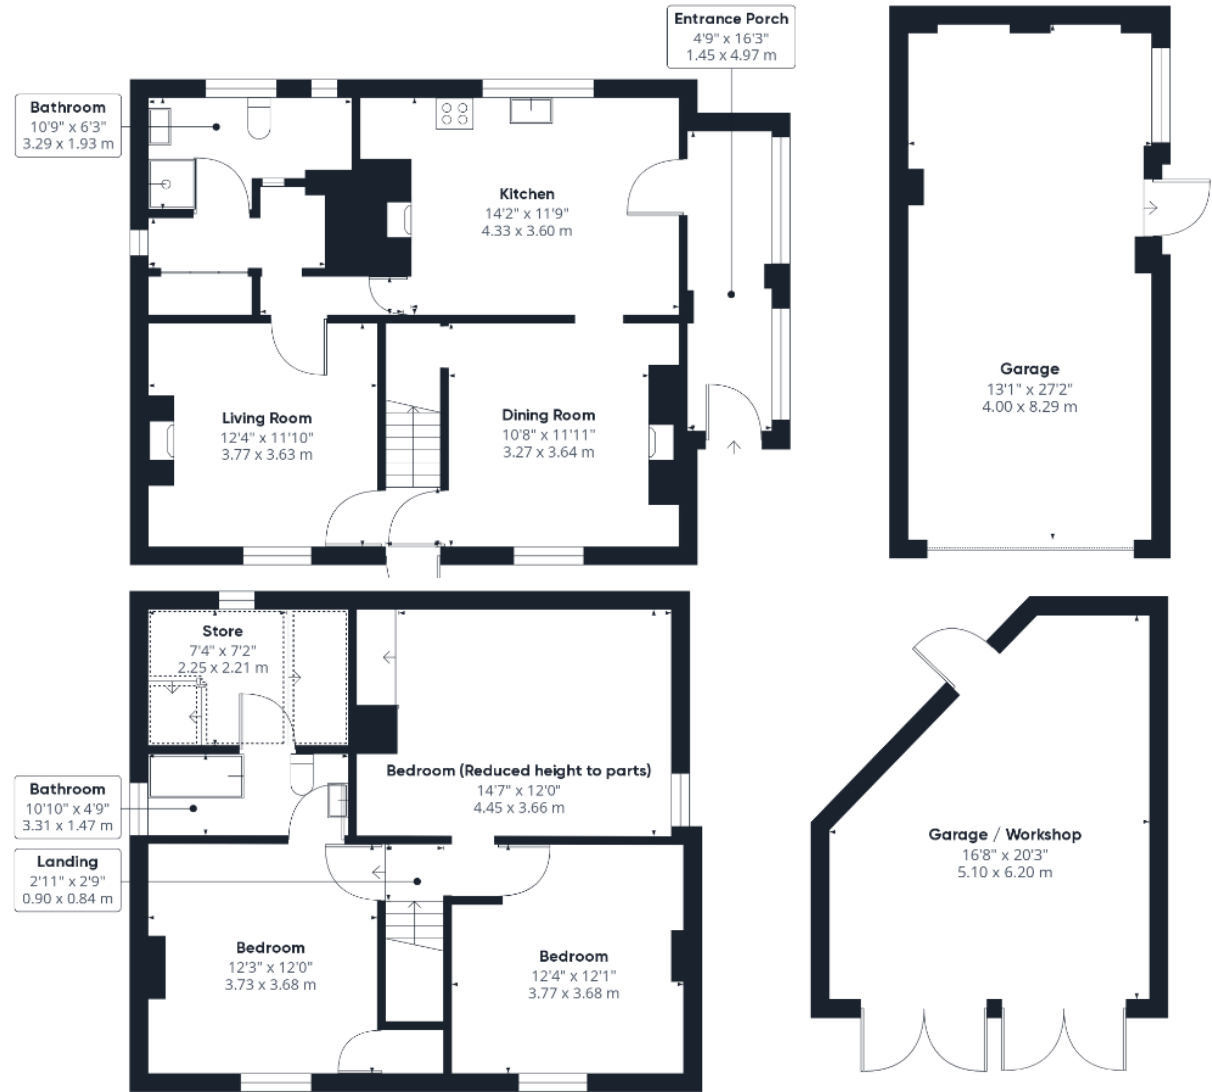 Entrance Porch
4'9" x 16'3"
1.45 x 4.97 m
Bathroom
10'9" x 6'3"
3.29 x 1.93 m
Kitchen
14'2" x 11'9"
4.33 x 3.60 m
Living Room
12'4" x 11'10"
3.77 x 3.63 m
Dining Room
10'8" x 11'11"
3.27 x 3.64 m
Garage
13'1" x 27'2"
4.00 x 8.29 m
Store
7'4" x 7'2"
2.25 x 2.21 m
Bedroom (Reduced height to parts)
14'7" x 12'0"
4.45 x 3.66 m
Bathroom
10'10" x 4'9"
3.31 x 1.47 m
Landing
2'11" x 2'9"
0.90 x 0.84 m
Bedroom
12'3" x 12'0"
3.73 x 3.68 m
Bedroom
12'4" x 12'1"
3.77 x 3.68 m
Garage / Workshop
16'8" x 20'3"
5.10 x 6.20 m